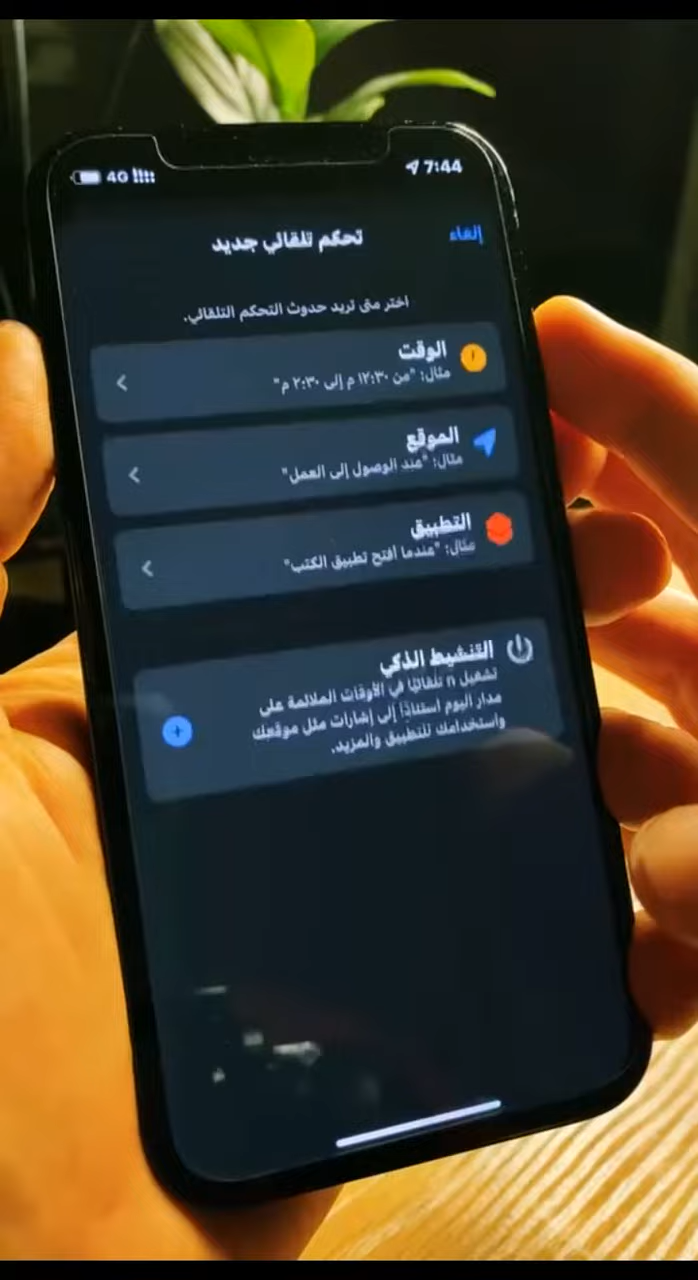 7:44
4G
إلغاء
تحكم تلقائي جديد
اختر متى تريد حدوث التحكم التلقائي.
الوقت
مثال: "من ١٢:٣٠ م إلى ٢:٣٠ م"
الموقع
مثال: "عند الوصول إلى العمل"
التطبيق
مثال: "عندما أفتح تطبيق الكتب"
التنشيط الذكي
تشغيل n تلقائيًا في الأوقات الملائمة على
مدار اليوم استنادًا إلى إشارات مثل موقعك
واستخدامك للتطبيق والمزيد.